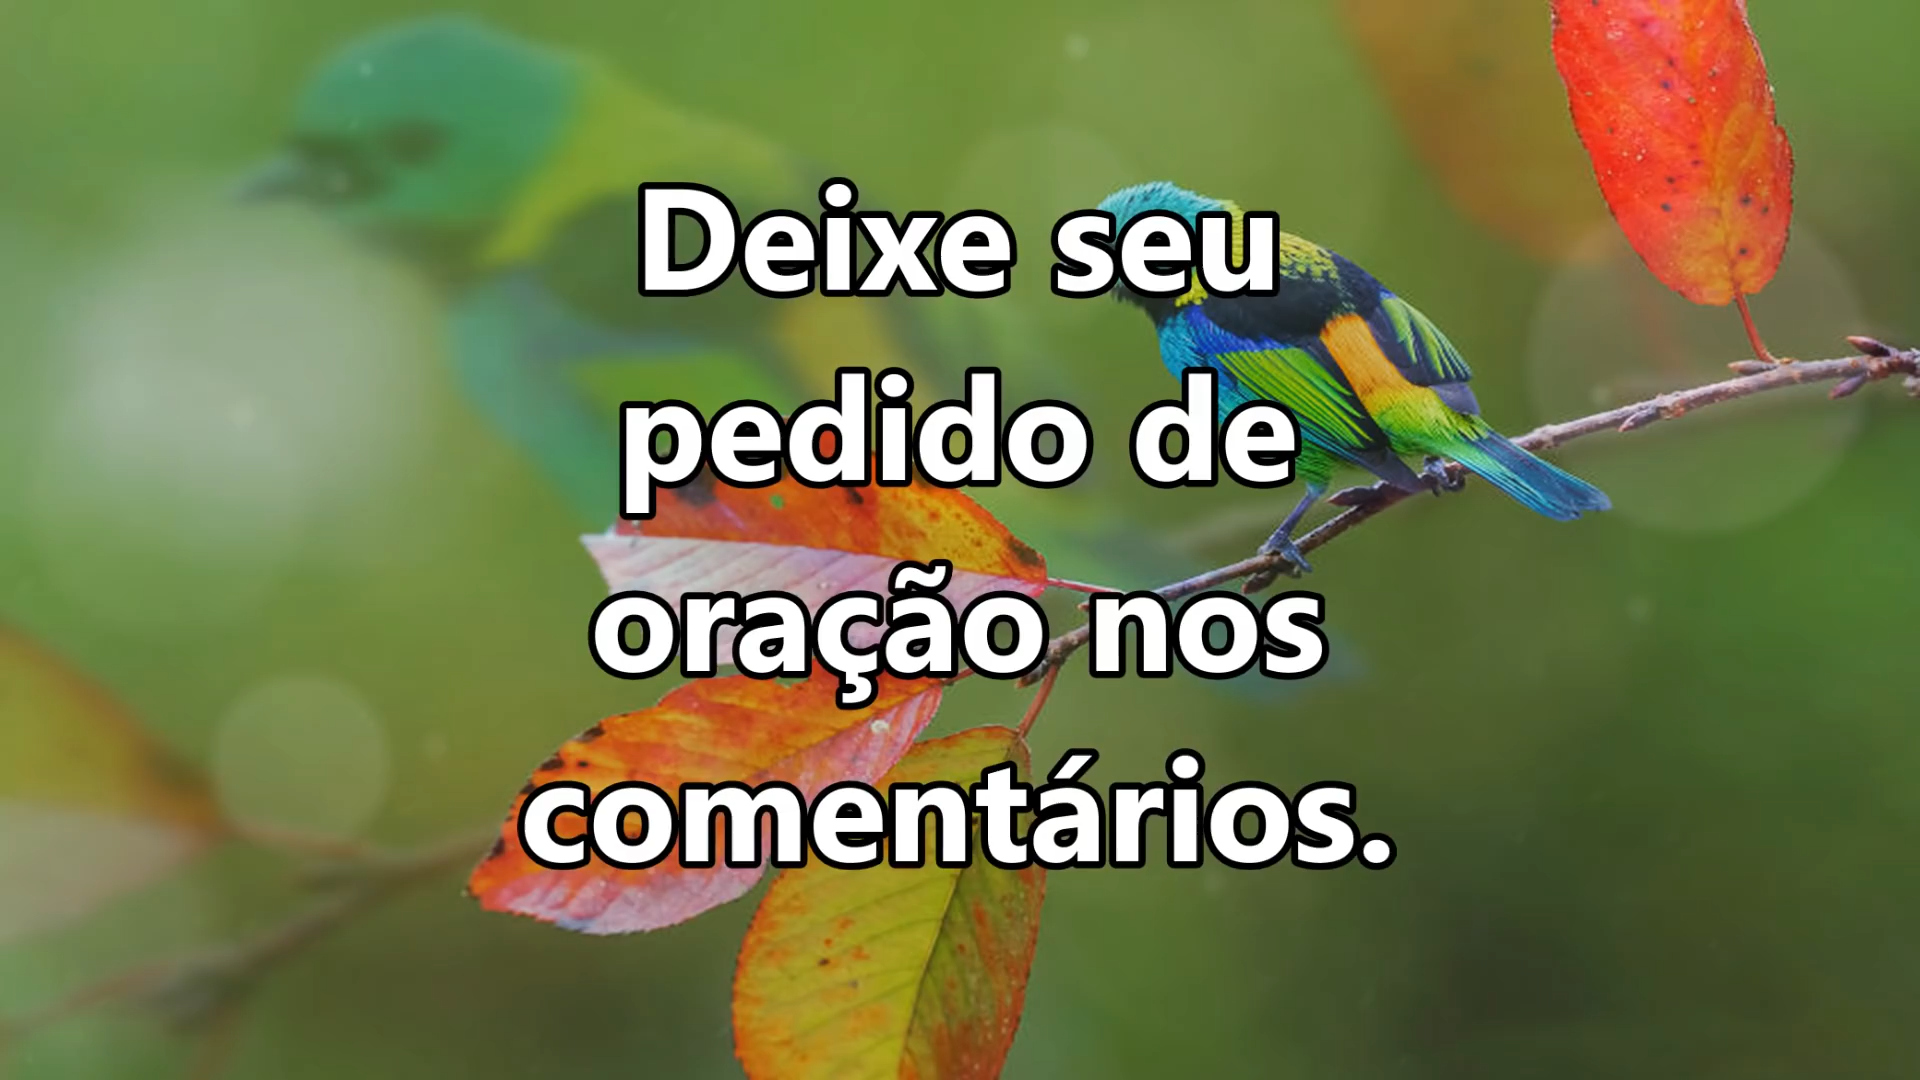 Deixe seu
pedido de
oração nos
comentários.